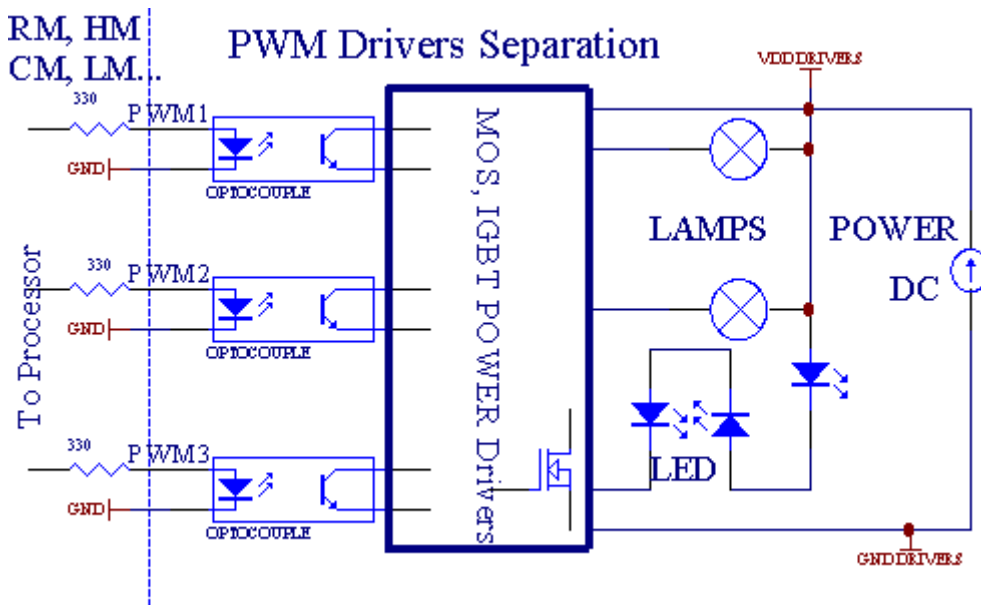 RM, HM
CM, LM...
PWM Drivers Separation
VDDDRIVERS
330
PWM1
GND
OPTOCOUPLE
MOS, IGBT POWER Drivers
LAMPS
POWER
DC
To Processor
330
PWM2
GND
OPTOCOUPLE
330
PWM3
GND
OPTOCOUPLE
LED
GNDDRIVERS